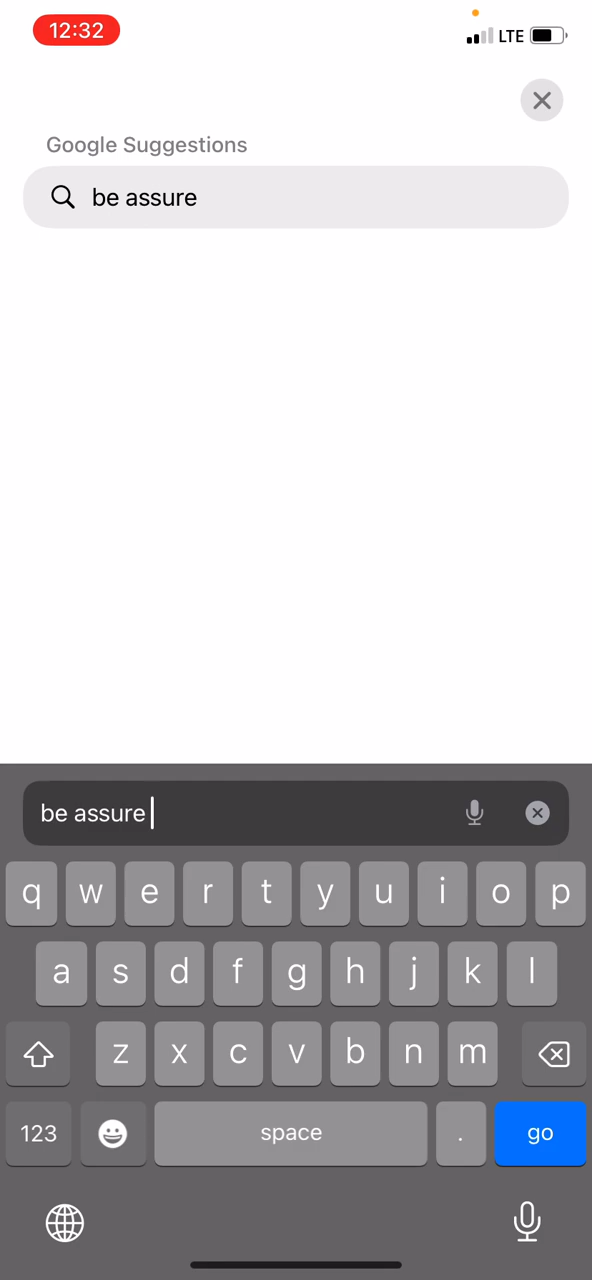 12:32
LTE
Google Suggestions
be assure
be assure
q w e r t y u i o p
a s d f g h j k l
z x c v b n m
123 space . go